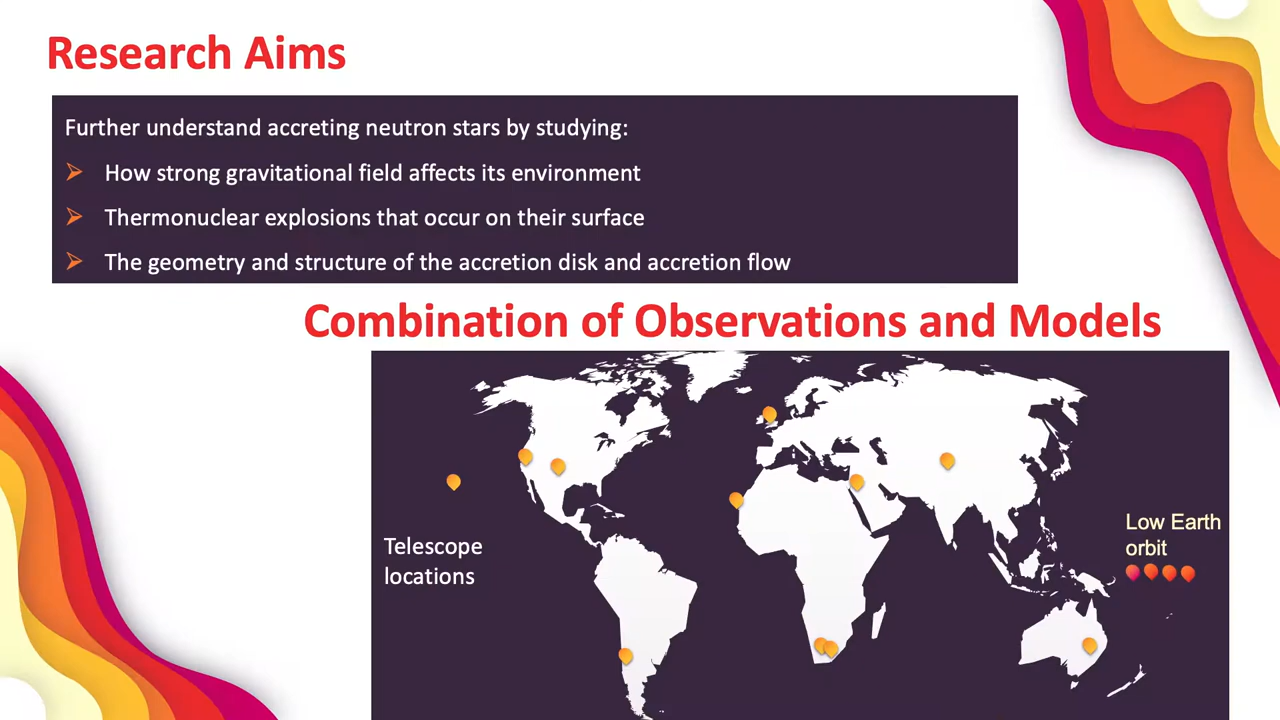 Research Aims
Further understand accreting neutron stars by studying:
How strong gravitational field affects its environment
Thermonuclear explosions that occur on their surface
The geometry and structure of the accretion disk and accretion flow
Combination of Observations and Models
Telescope
locations
Low Earth
orbit